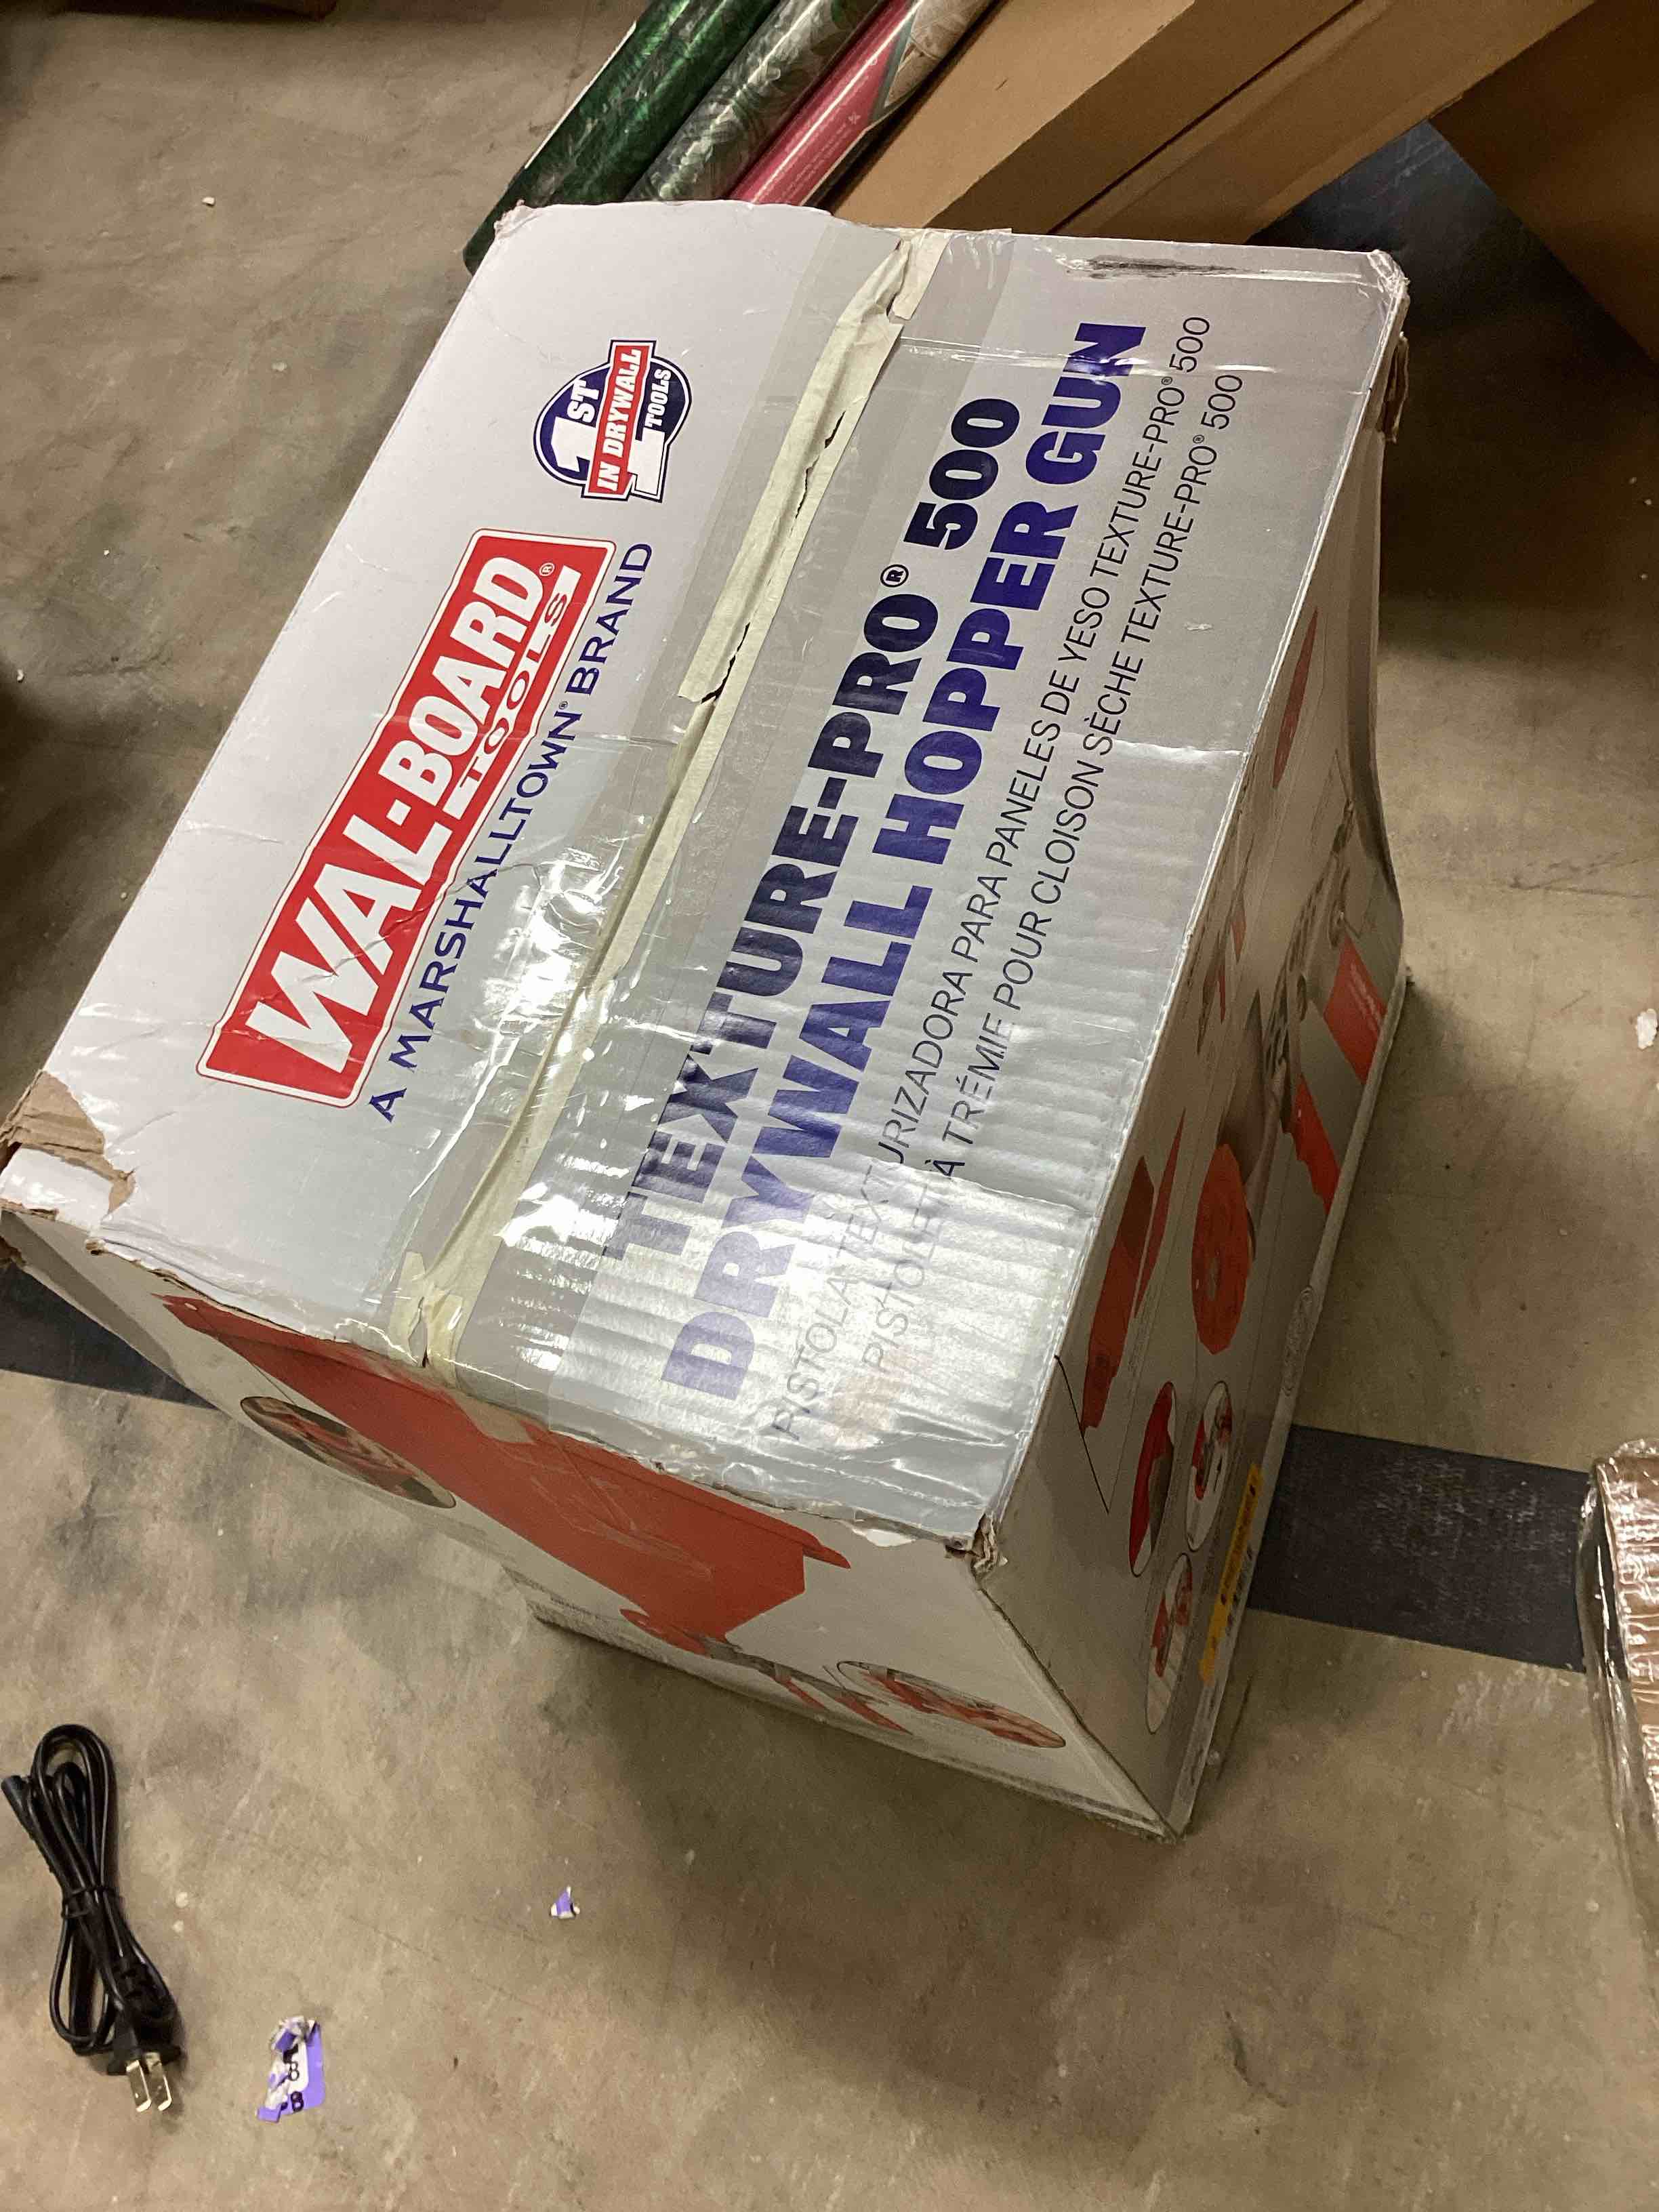 WAL-BOARD®
TOOLS
A MARSHALLTOWN® BRAND
1ST
IN DRYWALL
TOOLS
TEXTURE-PRO® 500
DRYWALL HOPPER GUN
PISTOLA TEXTURIZADORA PARA PANELES DE YESO TEXTURE-PRO® 500
PISTOLET À TRÉMIE POUR CLOISON SÈCHE TEXTURE-PRO® 500